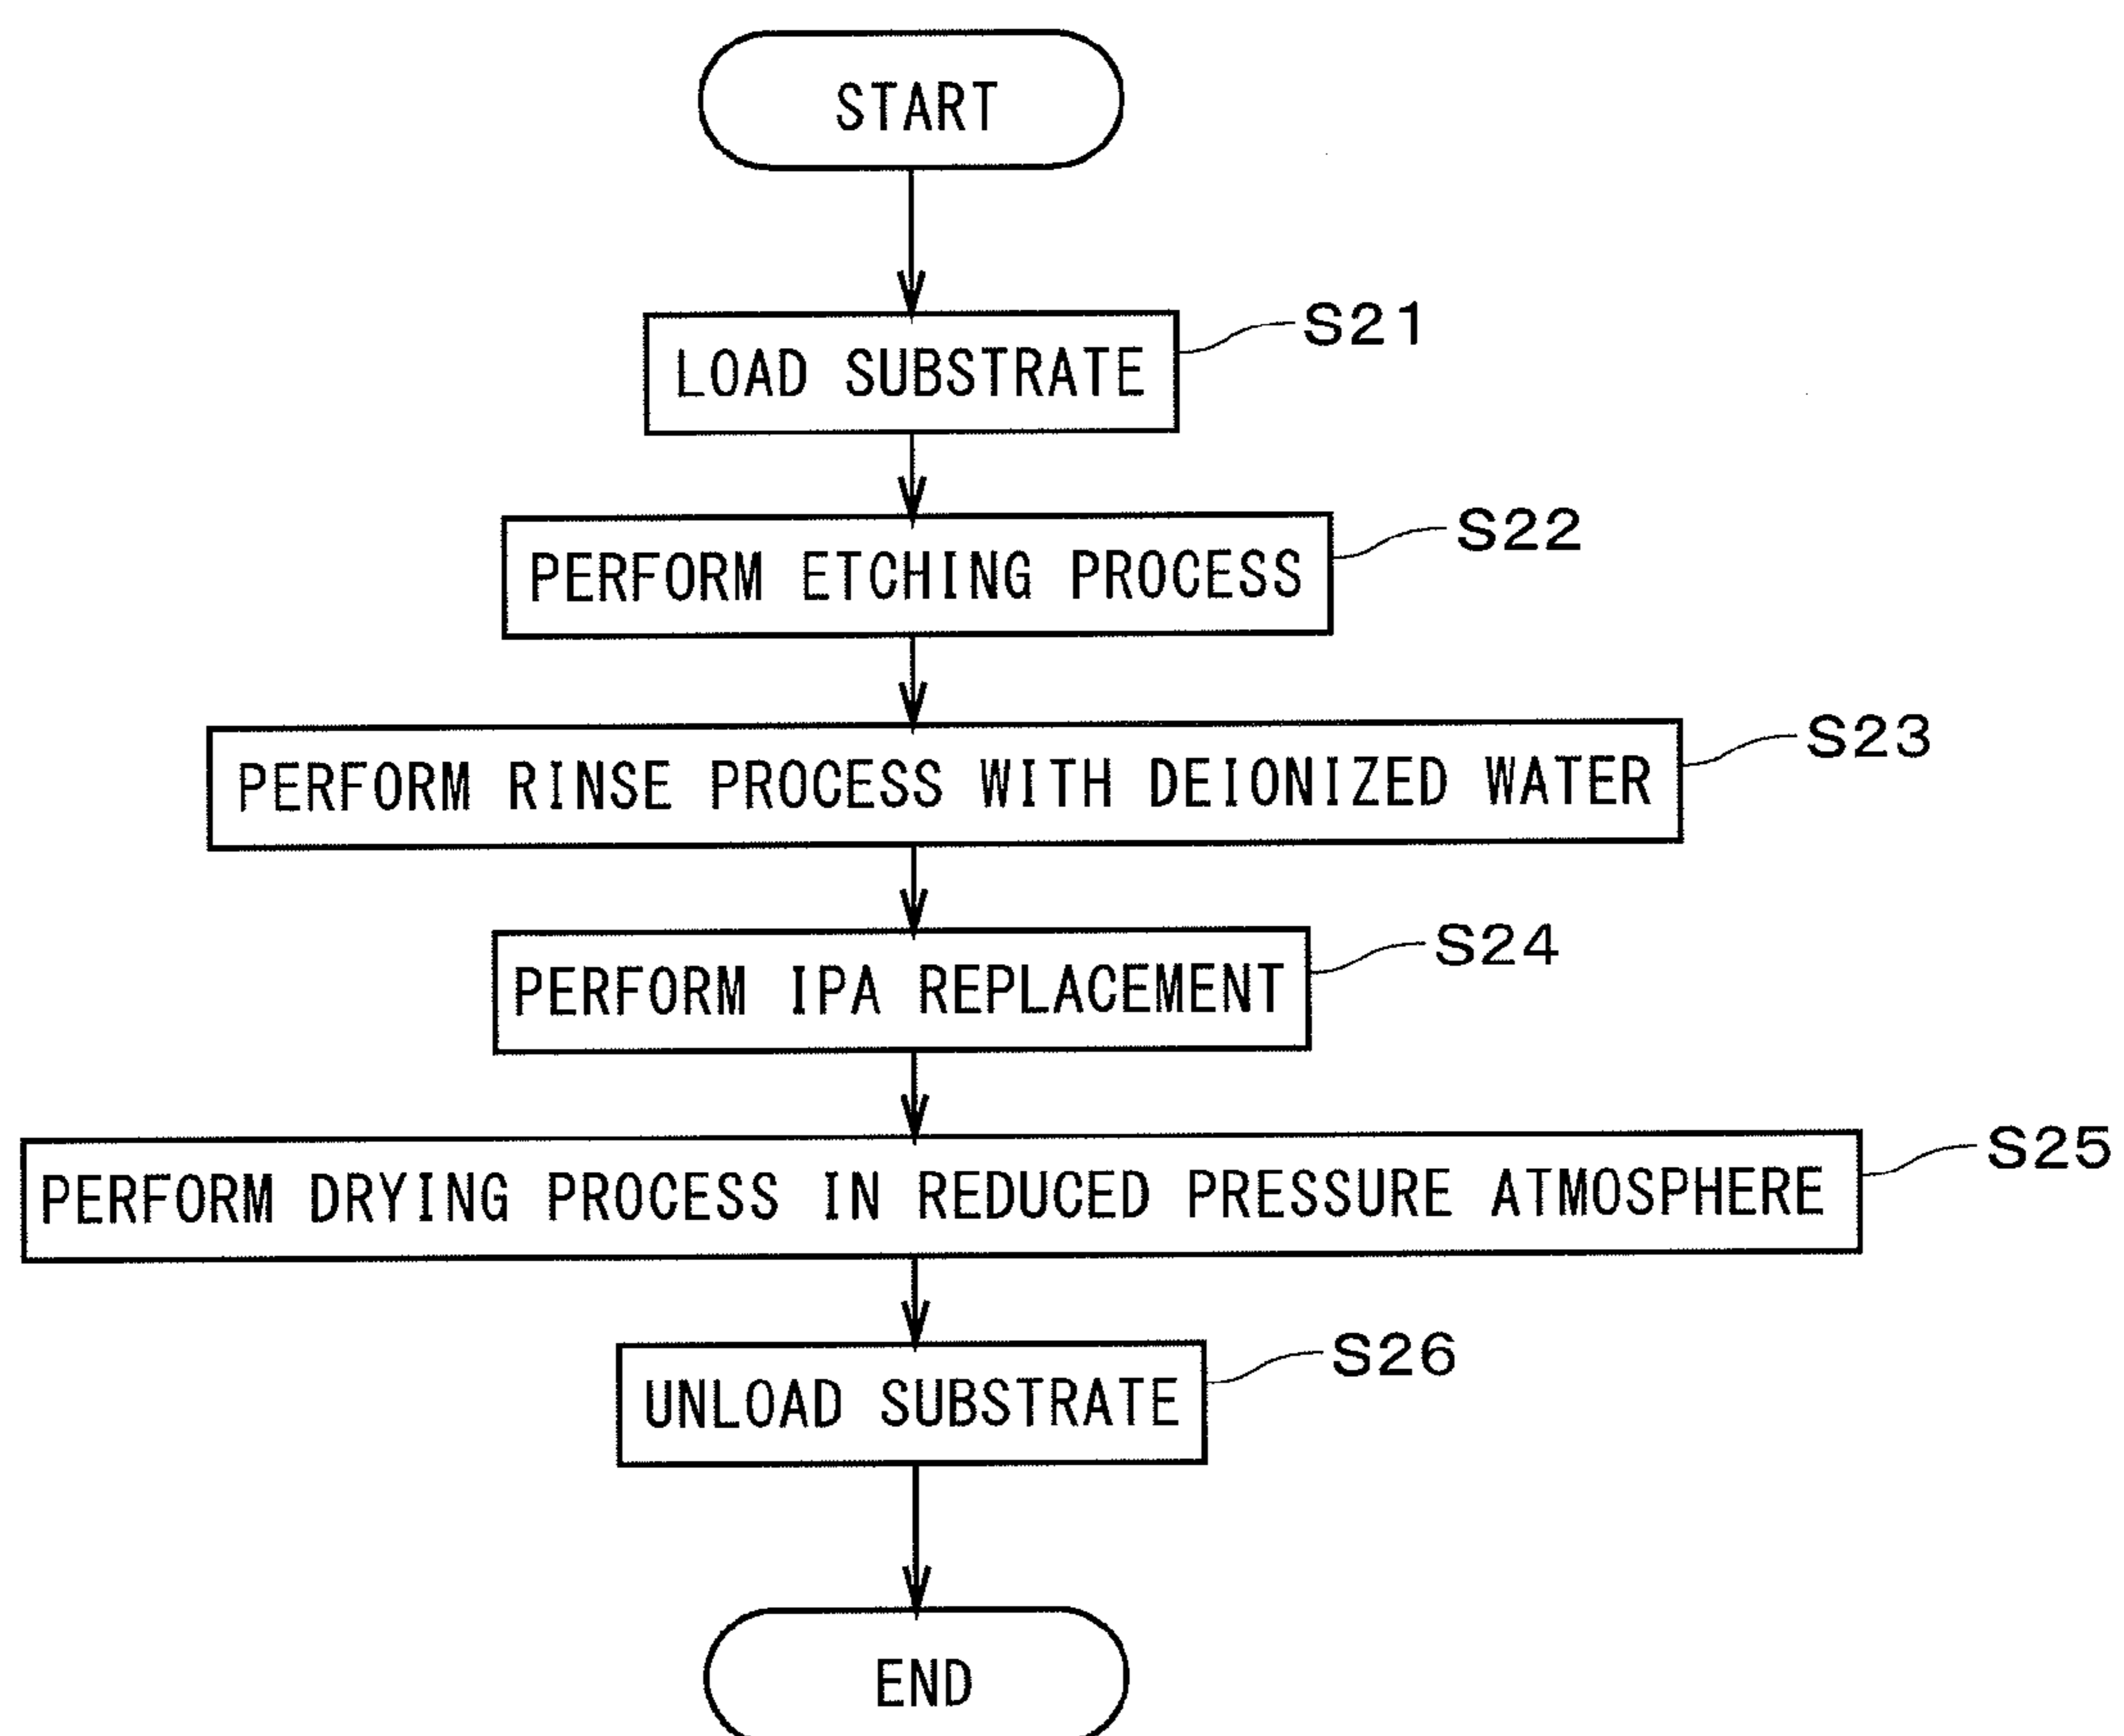 START
LOAD SUBSTRATE
S21
PERFORM ETCHING PROCESS
S22
PERFORM RINSE PROCESS WITH DEIONIZED WATER
S23
PERFORM IPA REPLACEMENT
S24
PERFORM DRYING PROCESS IN REDUCED PRESSURE ATMOSPHERE
S25
UNLOAD SUBSTRATE
S26
END